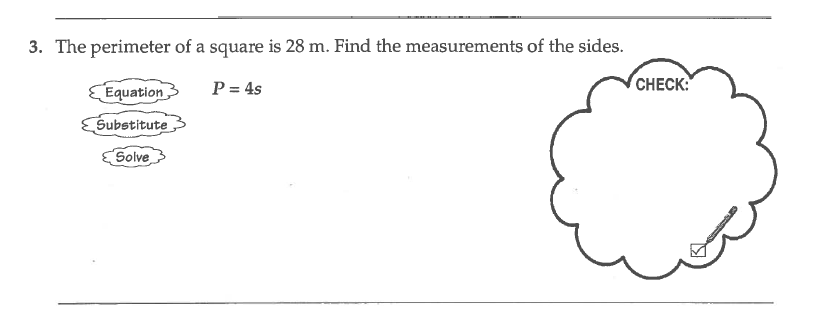 3. The perimeter of a square is 28 m. Find the measurements of the sides.
Equation P = 4s
Substitute
Solve
CHECK: